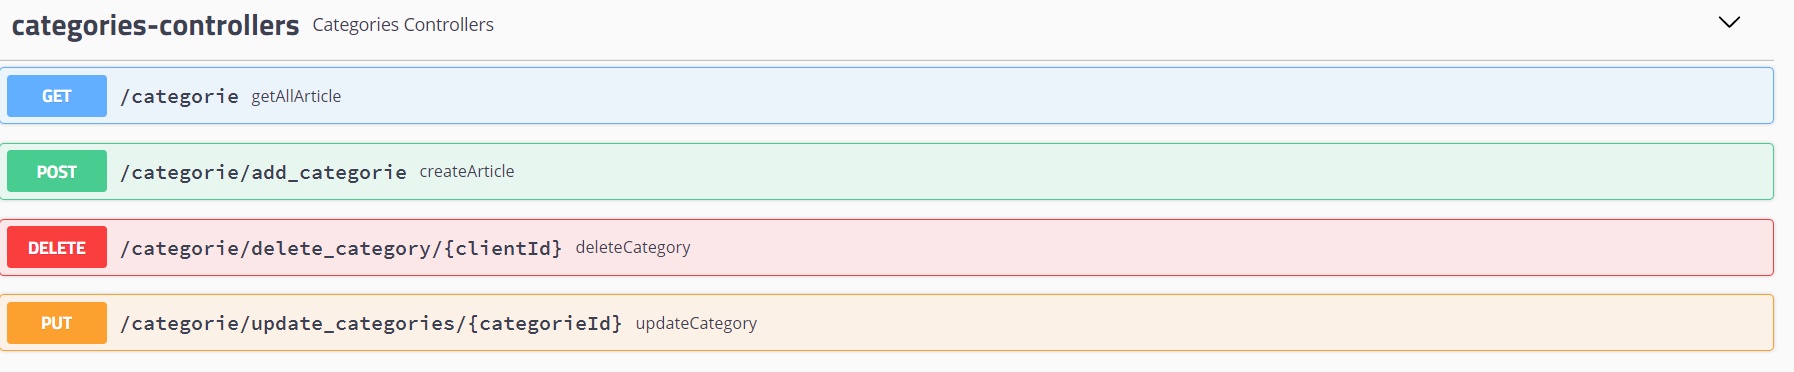 categories-controllers Categories Controllers
GET /categorie getAllArticle
POST /categorie/add_categorie createArticle
DELETE /categorie/delete_category/{clientId} deleteCategory
PUT /categorie/update_categories/{categorieId} updateCategory